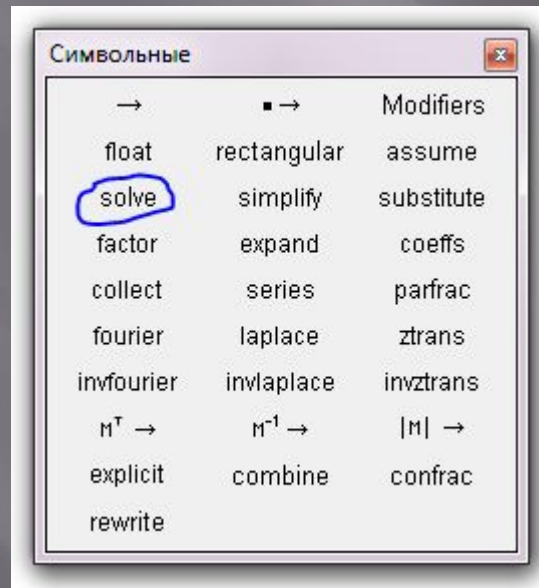 Символьные
→ ▪ → Modifiers
float rectangular assume
solve simplify substitute
factor expand coeffs
collect series parfrac
fourier laplace ztrans
invfourier invlaplace invztrans
Mᵀ → M⁻¹ → |M| →
explicit combine confrac
rewrite